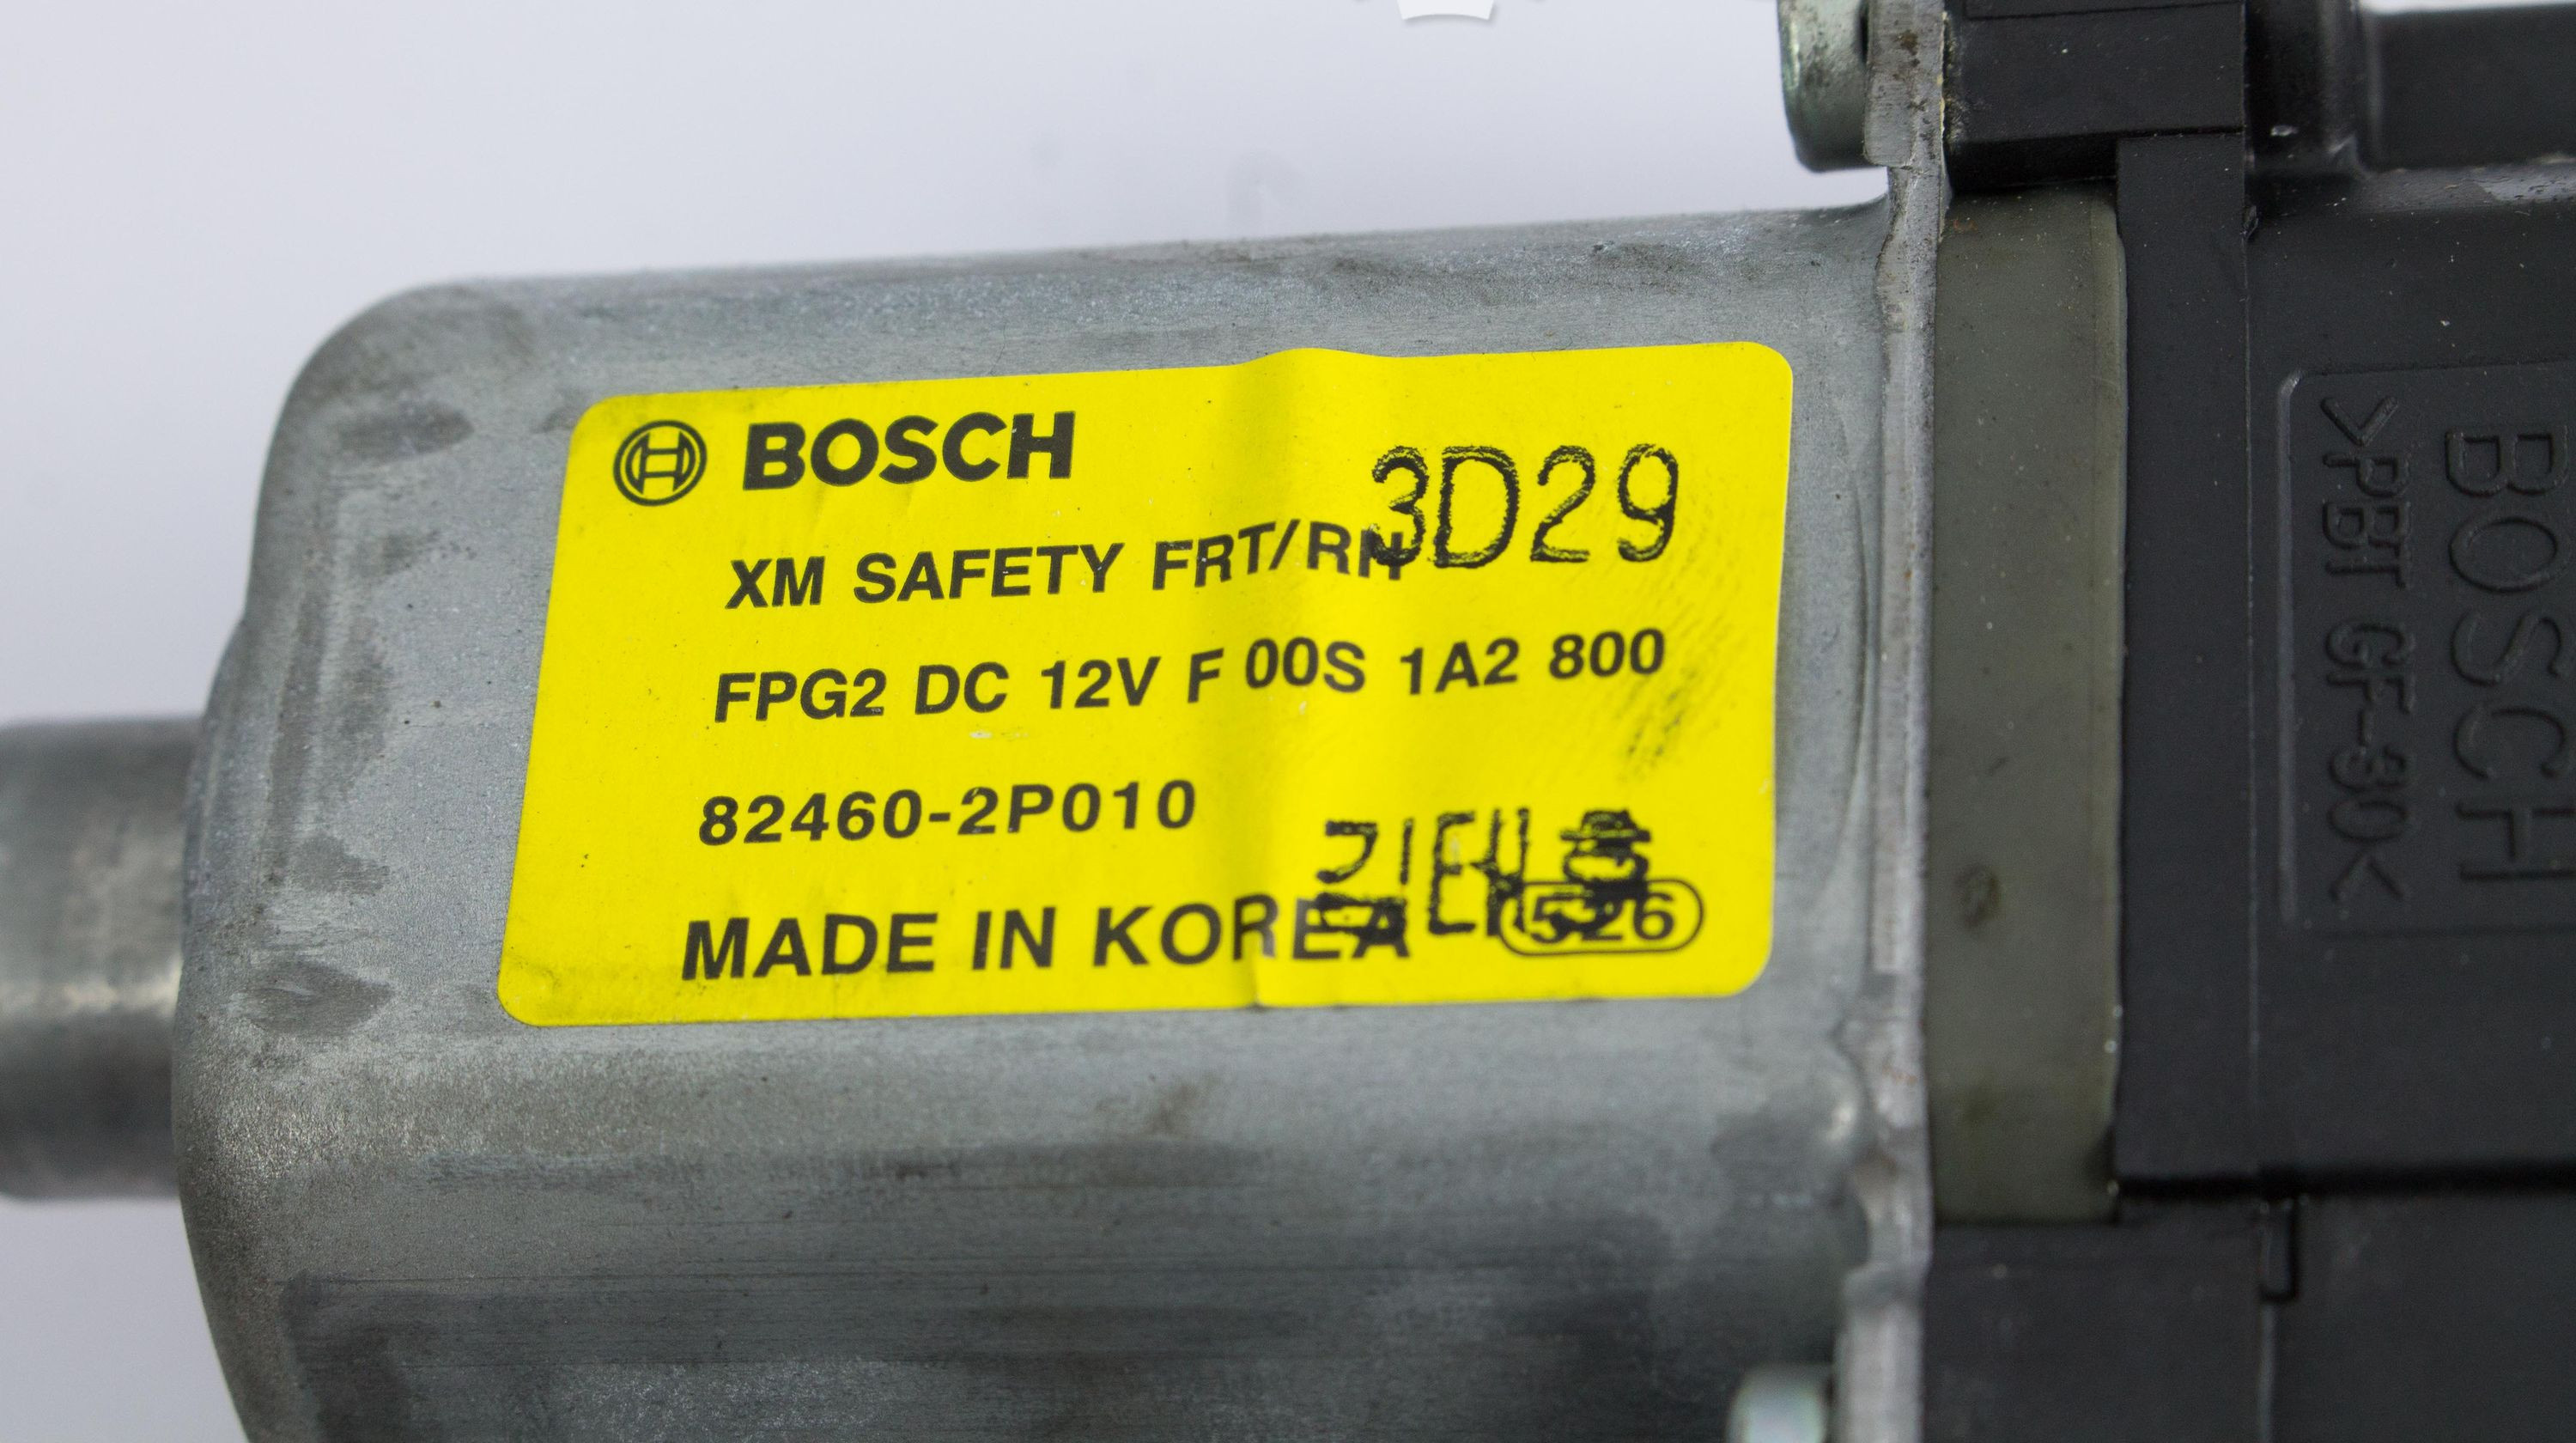 BOSCH
3D29
XM SAFETY FRT/RH
FPG2 DC 12V F 00S 1A2 800
82460-2P010
MADE IN KOREA
526
BOSCH
>PBT GF-30<